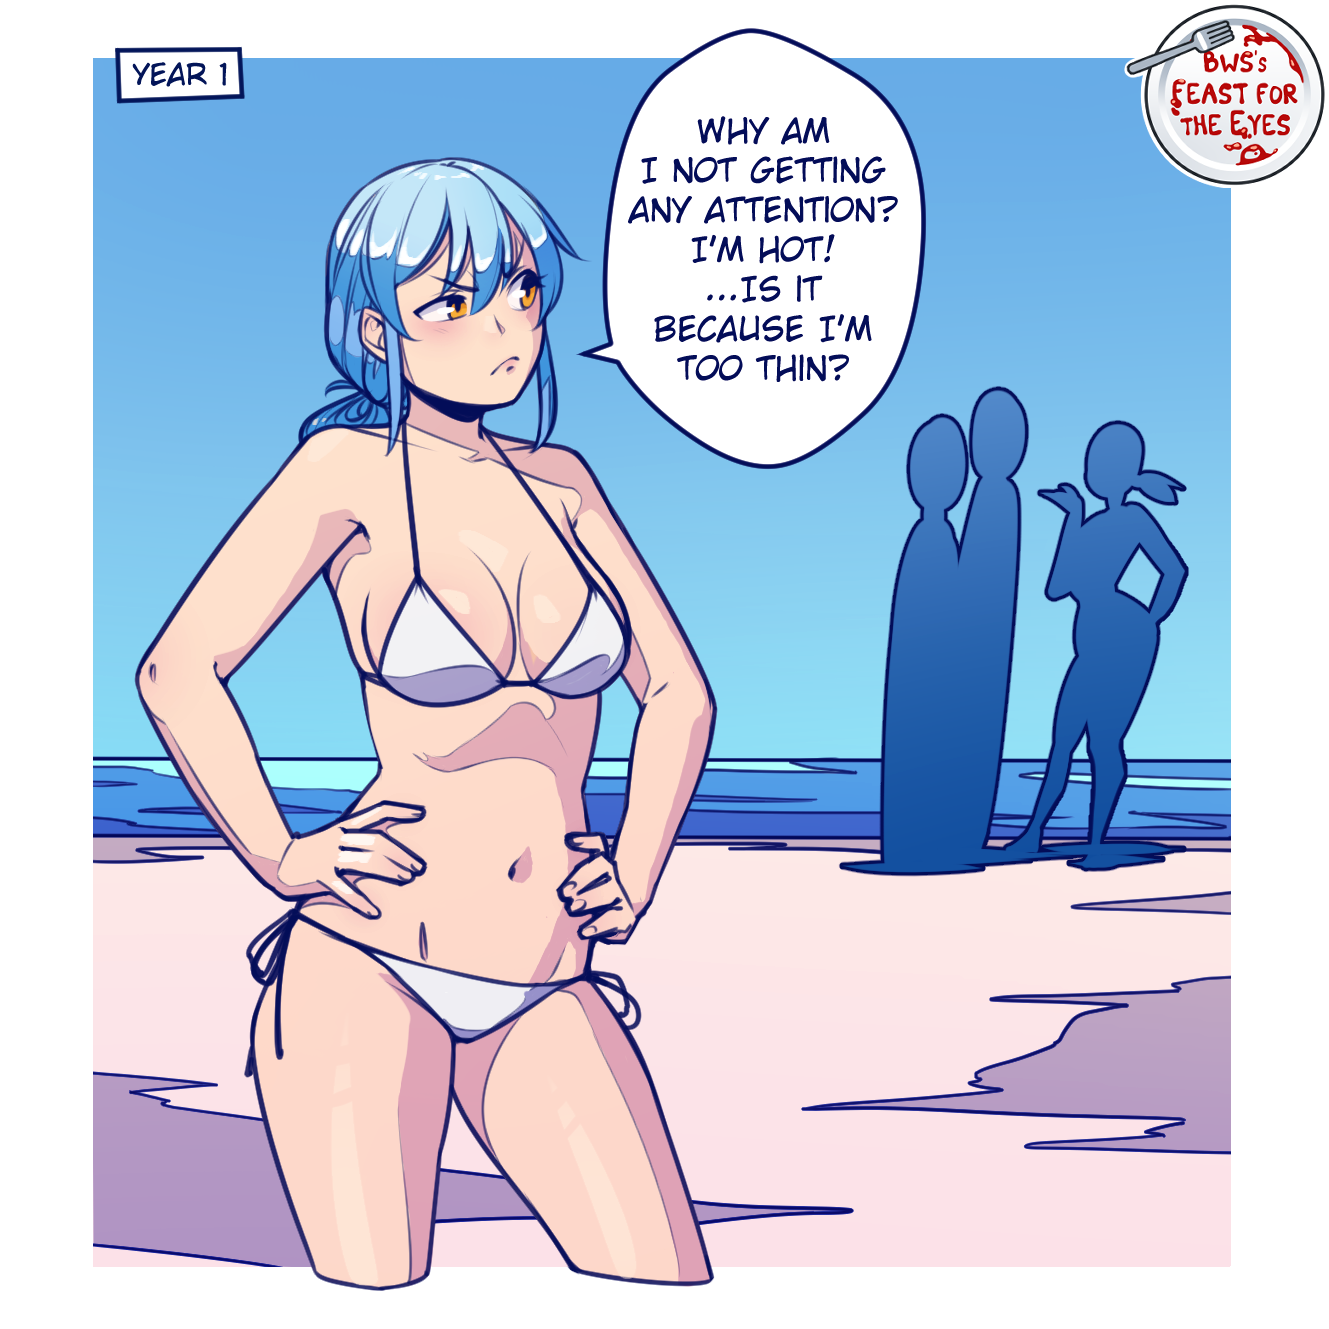 YEAR 1
WHY AM
I NOT GETTING
ANY ATTENTION?
I'M HOT!
...IS IT
BECAUSE I'M
TOO THIN?
BWS's
FEAST FOR
THE EYES